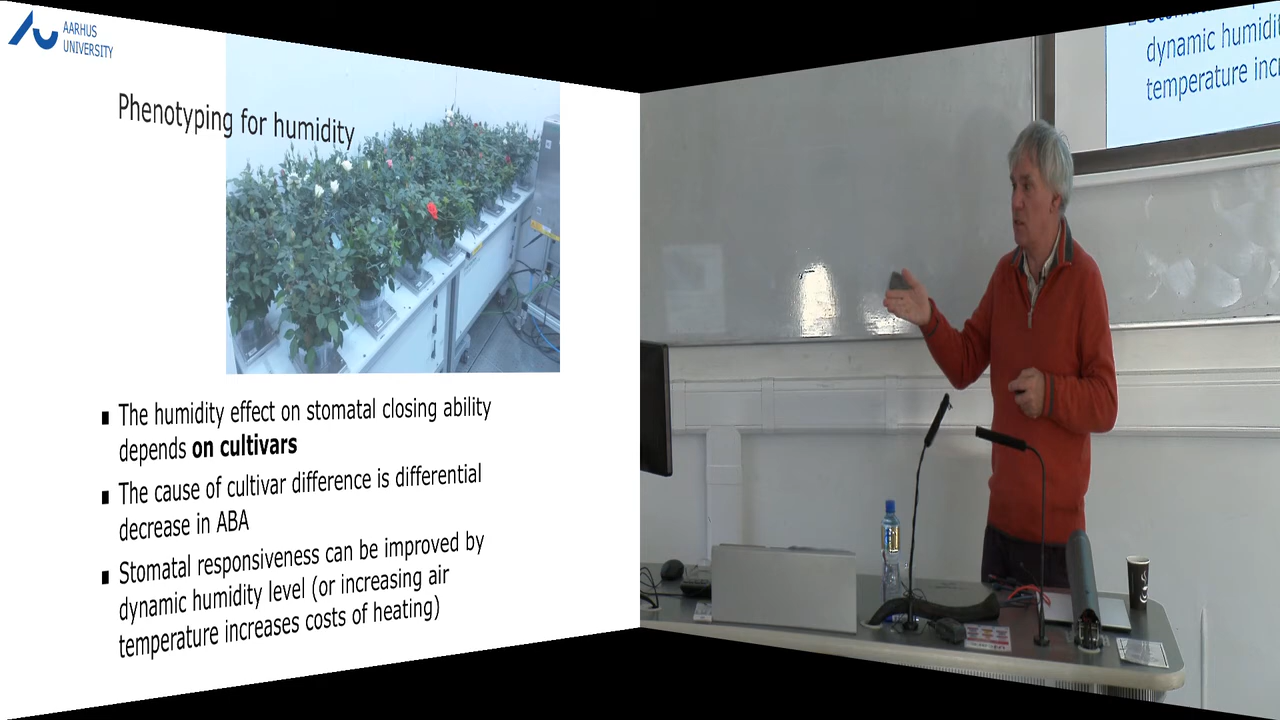 AARHUS
UNIVERSITY
Phenotyping for humidity
▪ The humidity effect on stomatal closing ability
depends on cultivars
▪ The cause of cultivar difference is differential
decrease in ABA
▪ Stomatal responsiveness can be improved by
dynamic humidity level (or increasing air
temperature increases costs of heating)
dynamic humidi
temperature inc